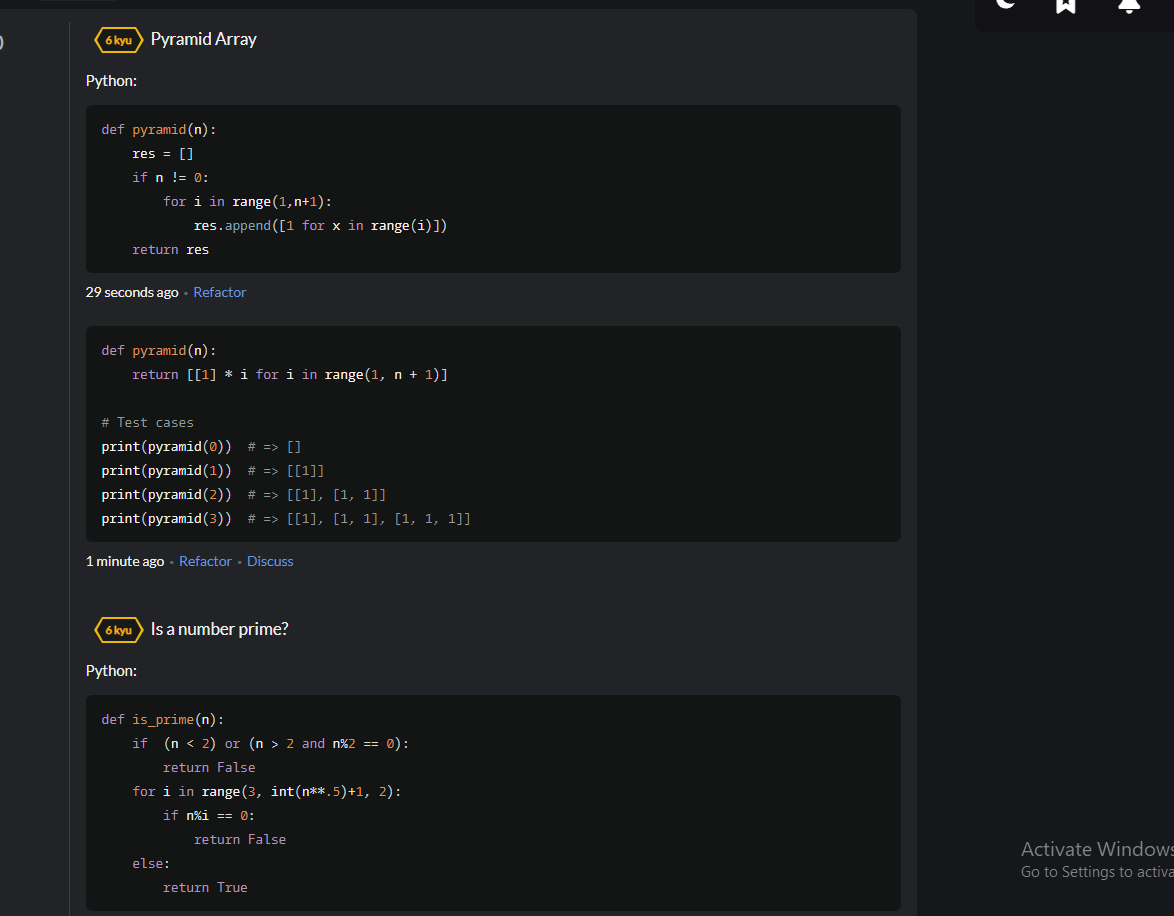 6 kyu Pyramid Array
Python:
def pyramid(n):
    res = []
    if n != 0:
        for i in range(1,n+1):
            res.append([1 for x in range(i)])
    return res
29 seconds ago • Refactor
def pyramid(n):
    return [[1] * i for i in range(1, n + 1)]
# Test cases
print(pyramid(0))  # => []
print(pyramid(1))  # => [[1]]
print(pyramid(2))  # => [[1], [1, 1]]
print(pyramid(3))  # => [[1], [1, 1], [1, 1, 1]]
1 minute ago • Refactor • Discuss
6 kyu Is a number prime?
Python:
def is_prime(n):
    if  (n < 2) or (n > 2 and n%2 == 0):
        return False
    for i in range(3, int(n**.5)+1, 2):
        if n%i == 0:
            return False
    else:
        return True
Activate Windows
Go to Settings to activa